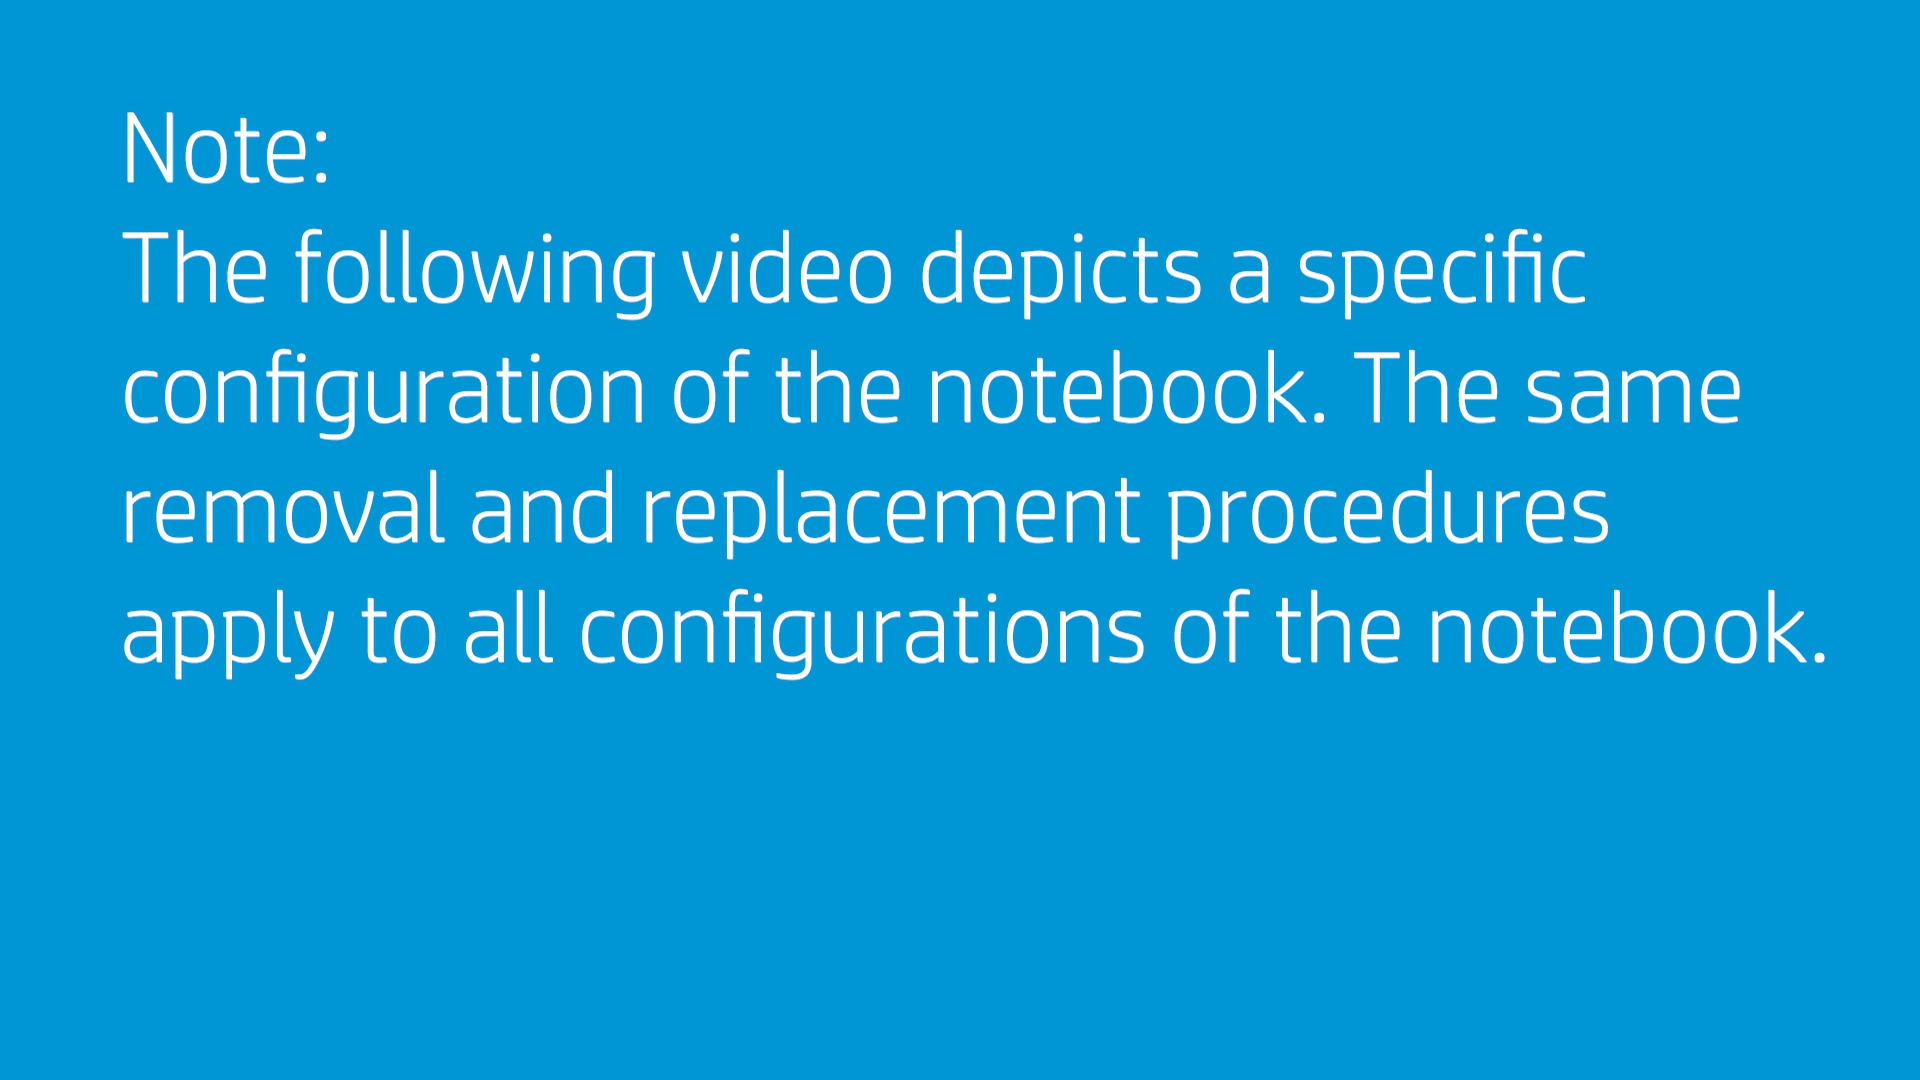 Note:
The following video depicts a specific
configuration of the notebook. The same
removal and replacement procedures
apply to all configurations of the notebook.